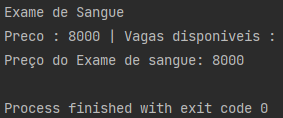 Exame de Sangue
Preco : 8000 | Vagas disponiveis :
Preço do Exame de sangue: 8000
Process finished with exit code 0